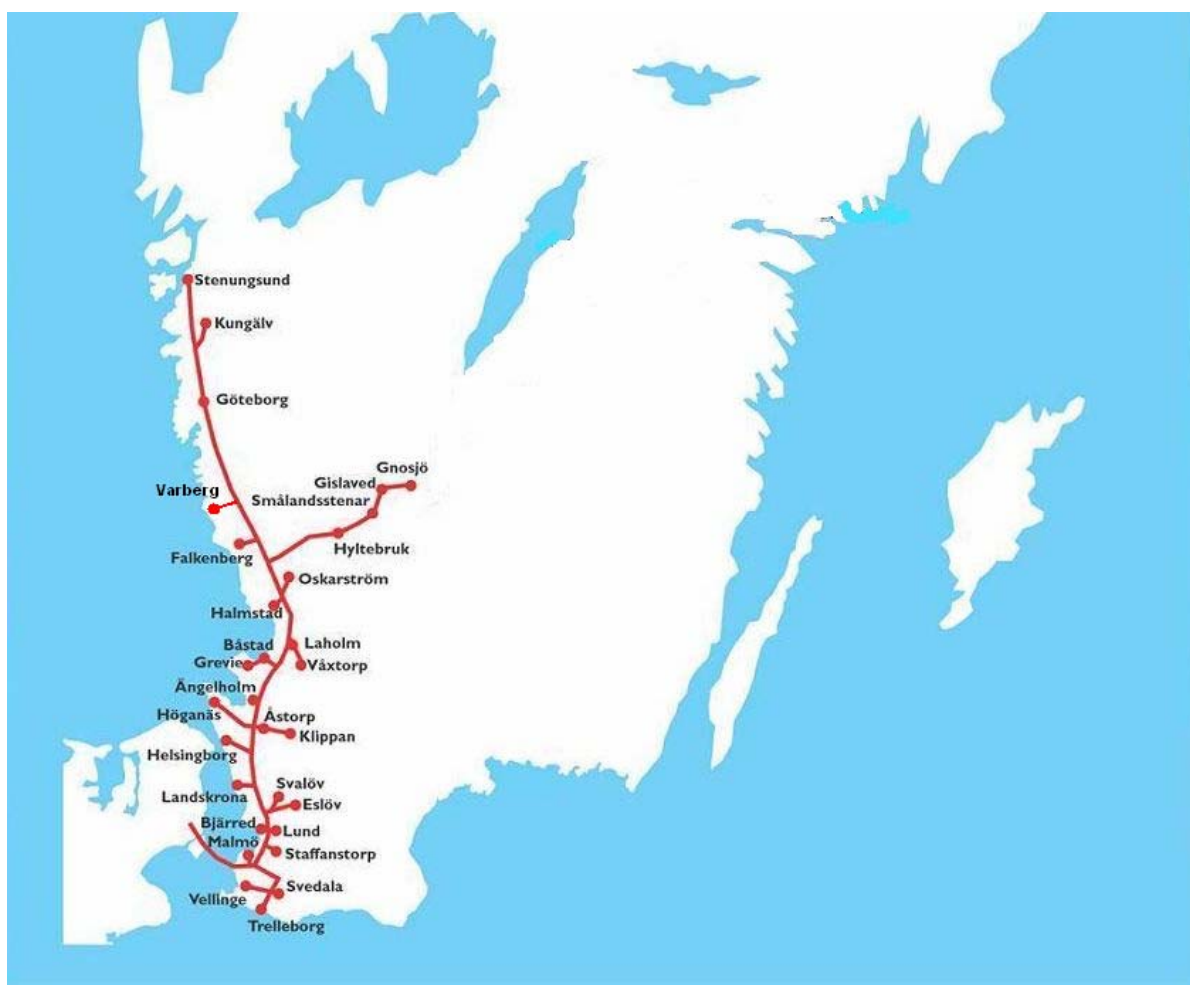 Stenungsund
Kungälv
Göteborg
Gnosjö
Gislaved
Varberg
Smålandsstenar
Hyltebruk
Falkenberg
Oskarström
Halmstad
Båstad
Laholm
Grevie
Våxtorp
Ängelholm
Höganäs
Åstorp
Klippan
Helsingborg
Svalöv
Landskrona
Eslöv
Bjärred
Lund
Malmö
Staffanstorp
Svedala
Vellinge
Trelleborg